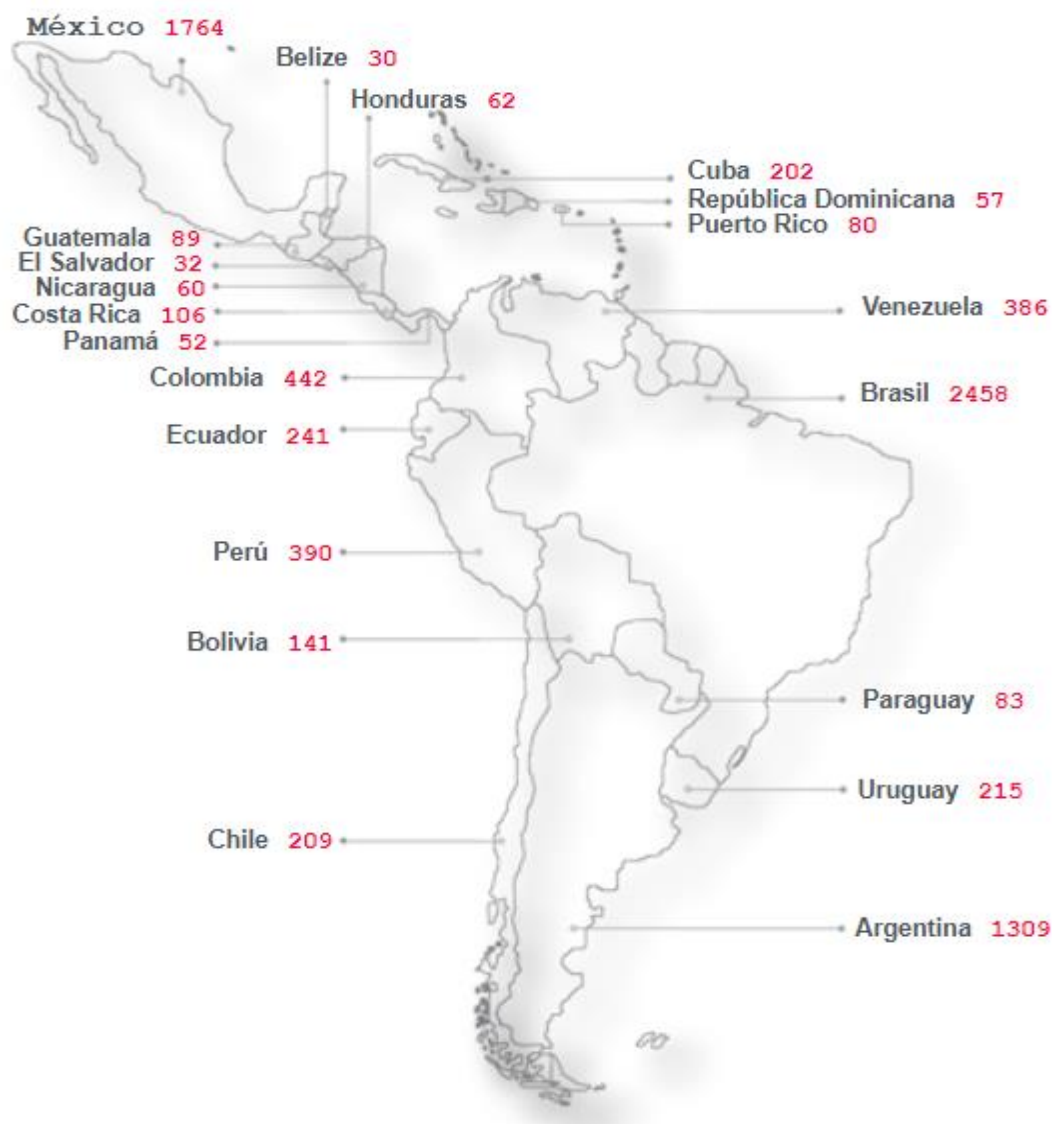 México 1764
Belize 30
Honduras 62
Cuba 202
República Dominicana 57
Puerto Rico 80
Guatemala 89
El Salvador 32
Nicaragua 60
Costa Rica 106
Panamá 52
Venezuela 386
Colombia 442
Brasil 2458
Ecuador 241
Perú 390
Bolivia 141
Paraguay 83
Uruguay 215
Chile 209
Argentina 1309